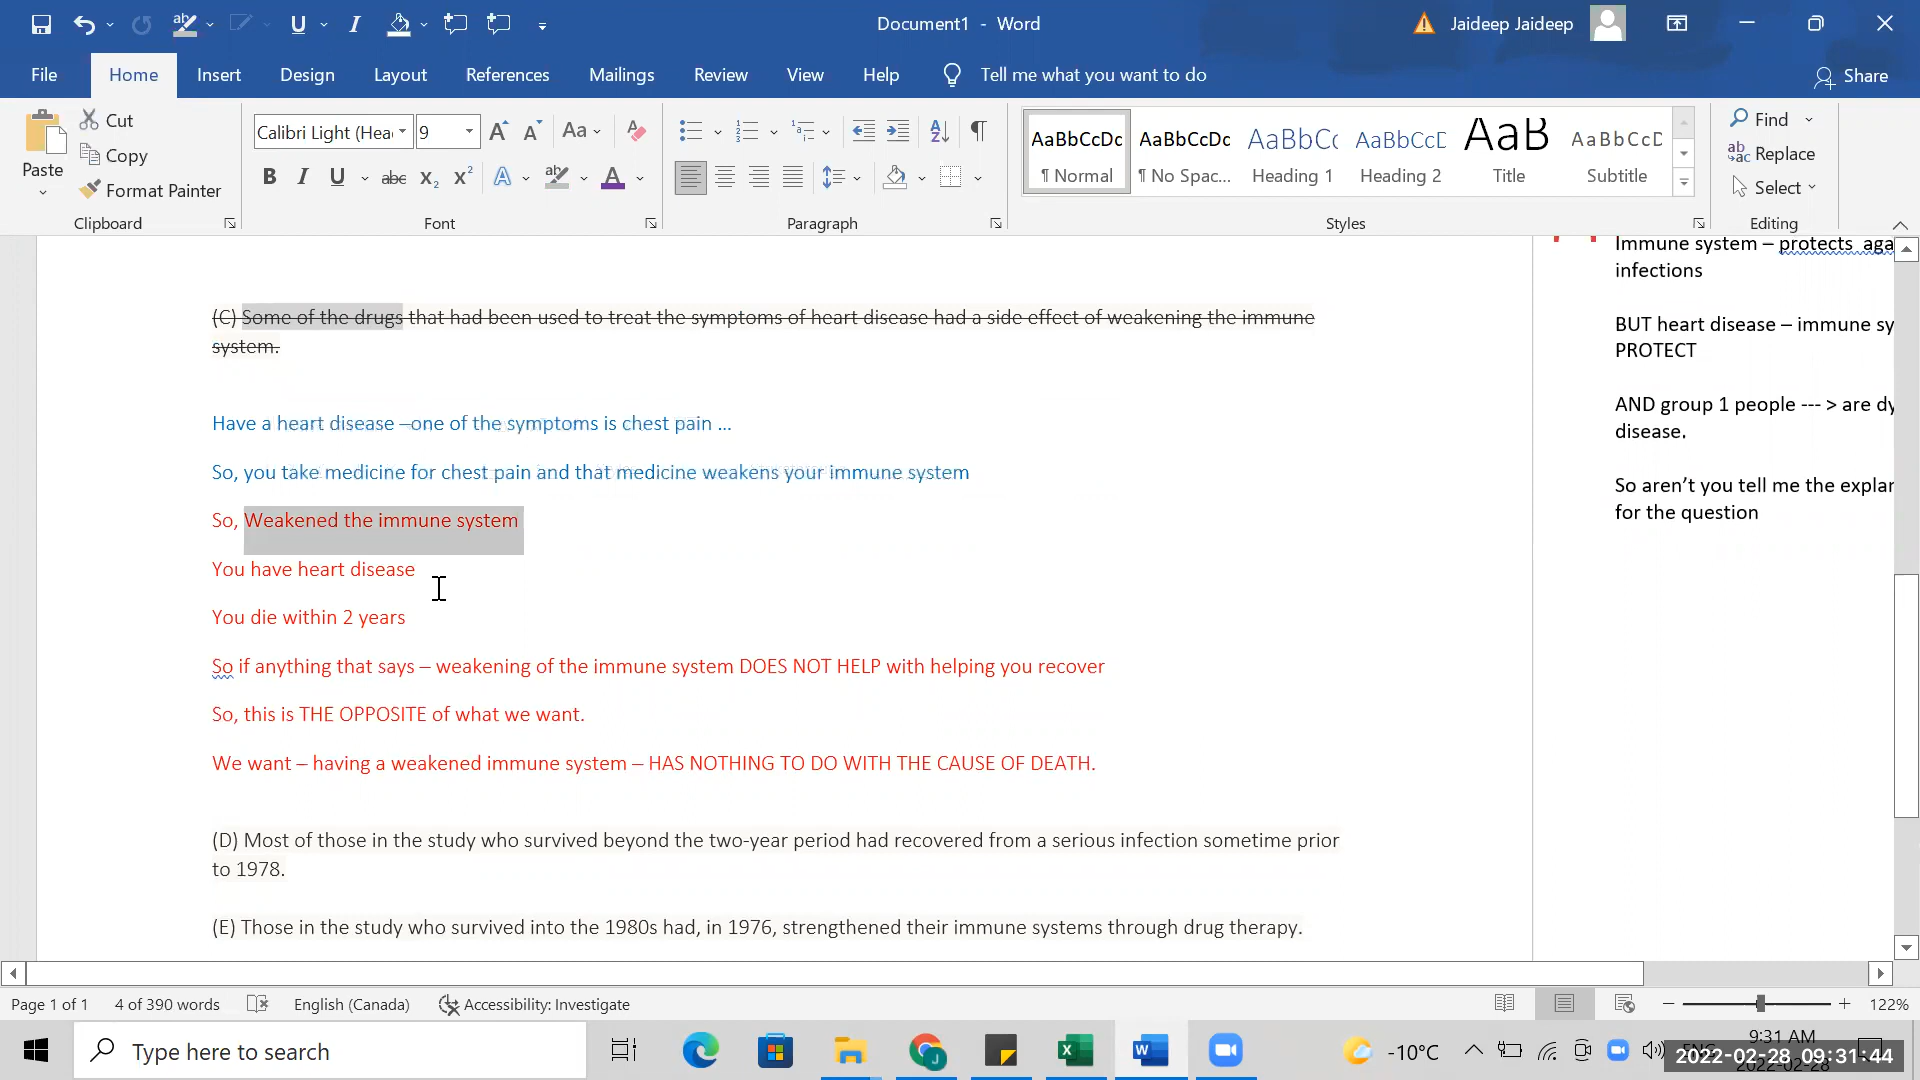 Document1 - Word
Jaideep Jaideep
File Home Insert Design Layout References Mailings Review View Help Tell me what you want to do Share
Paste
Cut
Copy
Format Painter
Clipboard
Calibri Light (Hea 9
Font
Paragraph
AaBbCcDc AaBbCcDc AaBbCc AaBbCcD AaB AaBbCcD
¶ Normal ¶ No Spac... Heading 1 Heading 2 Title Subtitle
Styles
Find
Replace
Select
Editing
(C) Some of the drugs that had been used to treat the symptoms of heart disease had a side effect of weakening the immune
system.
Have a heart disease –one of the symptoms is chest pain ...
So, you take medicine for chest pain and that medicine weakens your immune system
So, Weakened the immune system
You have heart disease
You die within 2 years
So if anything that says – weakening of the immune system DOES NOT HELP with helping you recover
So, this is THE OPPOSITE of what we want.
We want – having a weakened immune system – HAS NOTHING TO DO WITH THE CAUSE OF DEATH.
(D) Most of those in the study who survived beyond the two-year period had recovered from a serious infection sometime prior
to 1978.
(E) Those in the study who survived into the 1980s had, in 1976, strengthened their immune systems through drug therapy.
Immune system – protects aga
infections
BUT heart disease – immune sy
PROTECT
AND group 1 people --- > are dy
disease.
So aren't you tell me the explar
for the question
Page 1 of 1 4 of 390 words English (Canada) Accessibility: Investigate 122%
Type here to search
-10°C
9:31 AM
2022-02-28 09:31:44